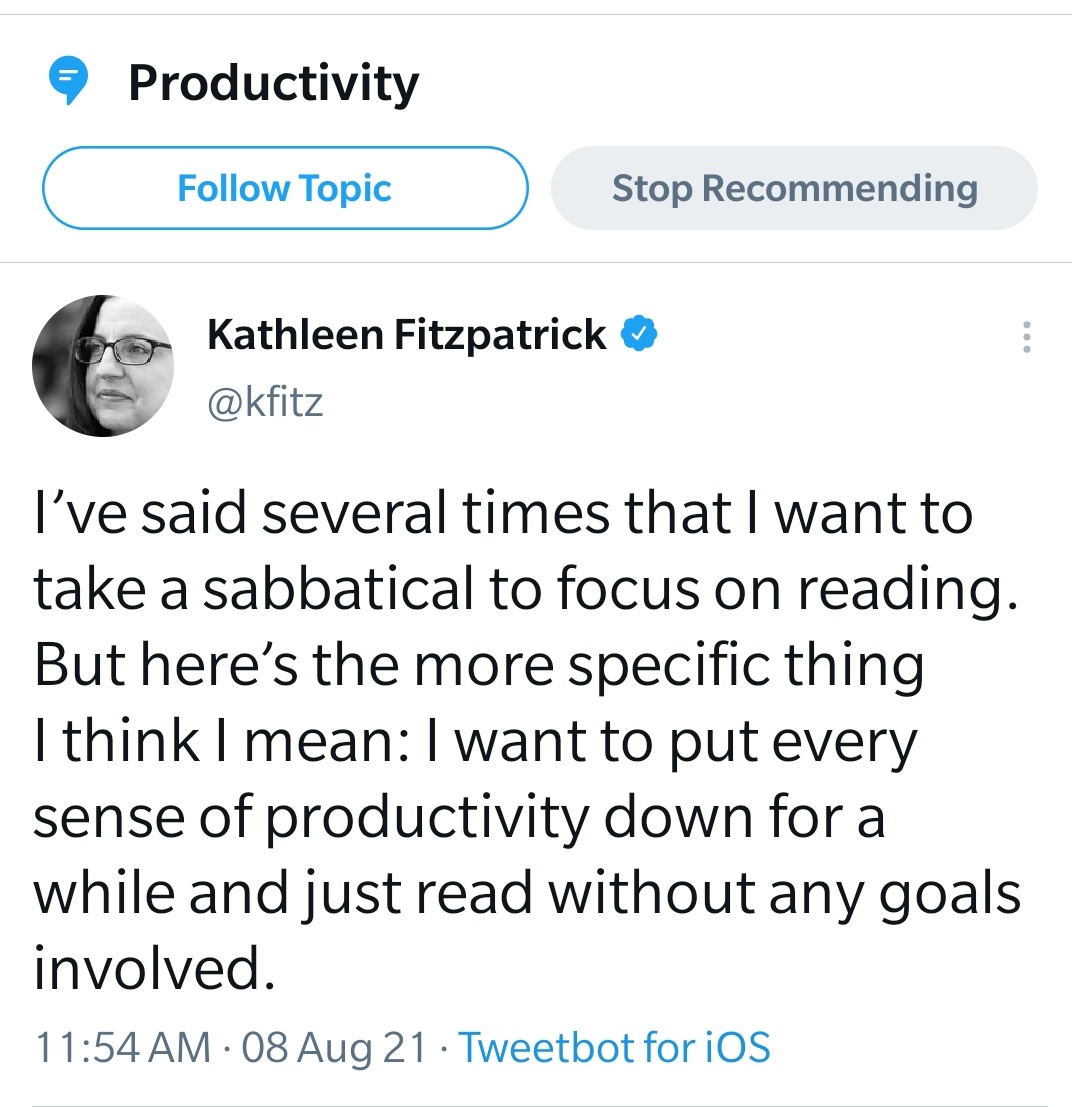 Productivity
Follow Topic
Stop Recommending
Kathleen Fitzpatrick
@kfitz
I’ve said several times that I want to
take a sabbatical to focus on reading.
But here’s the more specific thing
I think I mean: I want to put every
sense of productivity down for a
while and just read without any goals
involved.
11:54 AM · 08 Aug 21 · Tweetbot for iOS